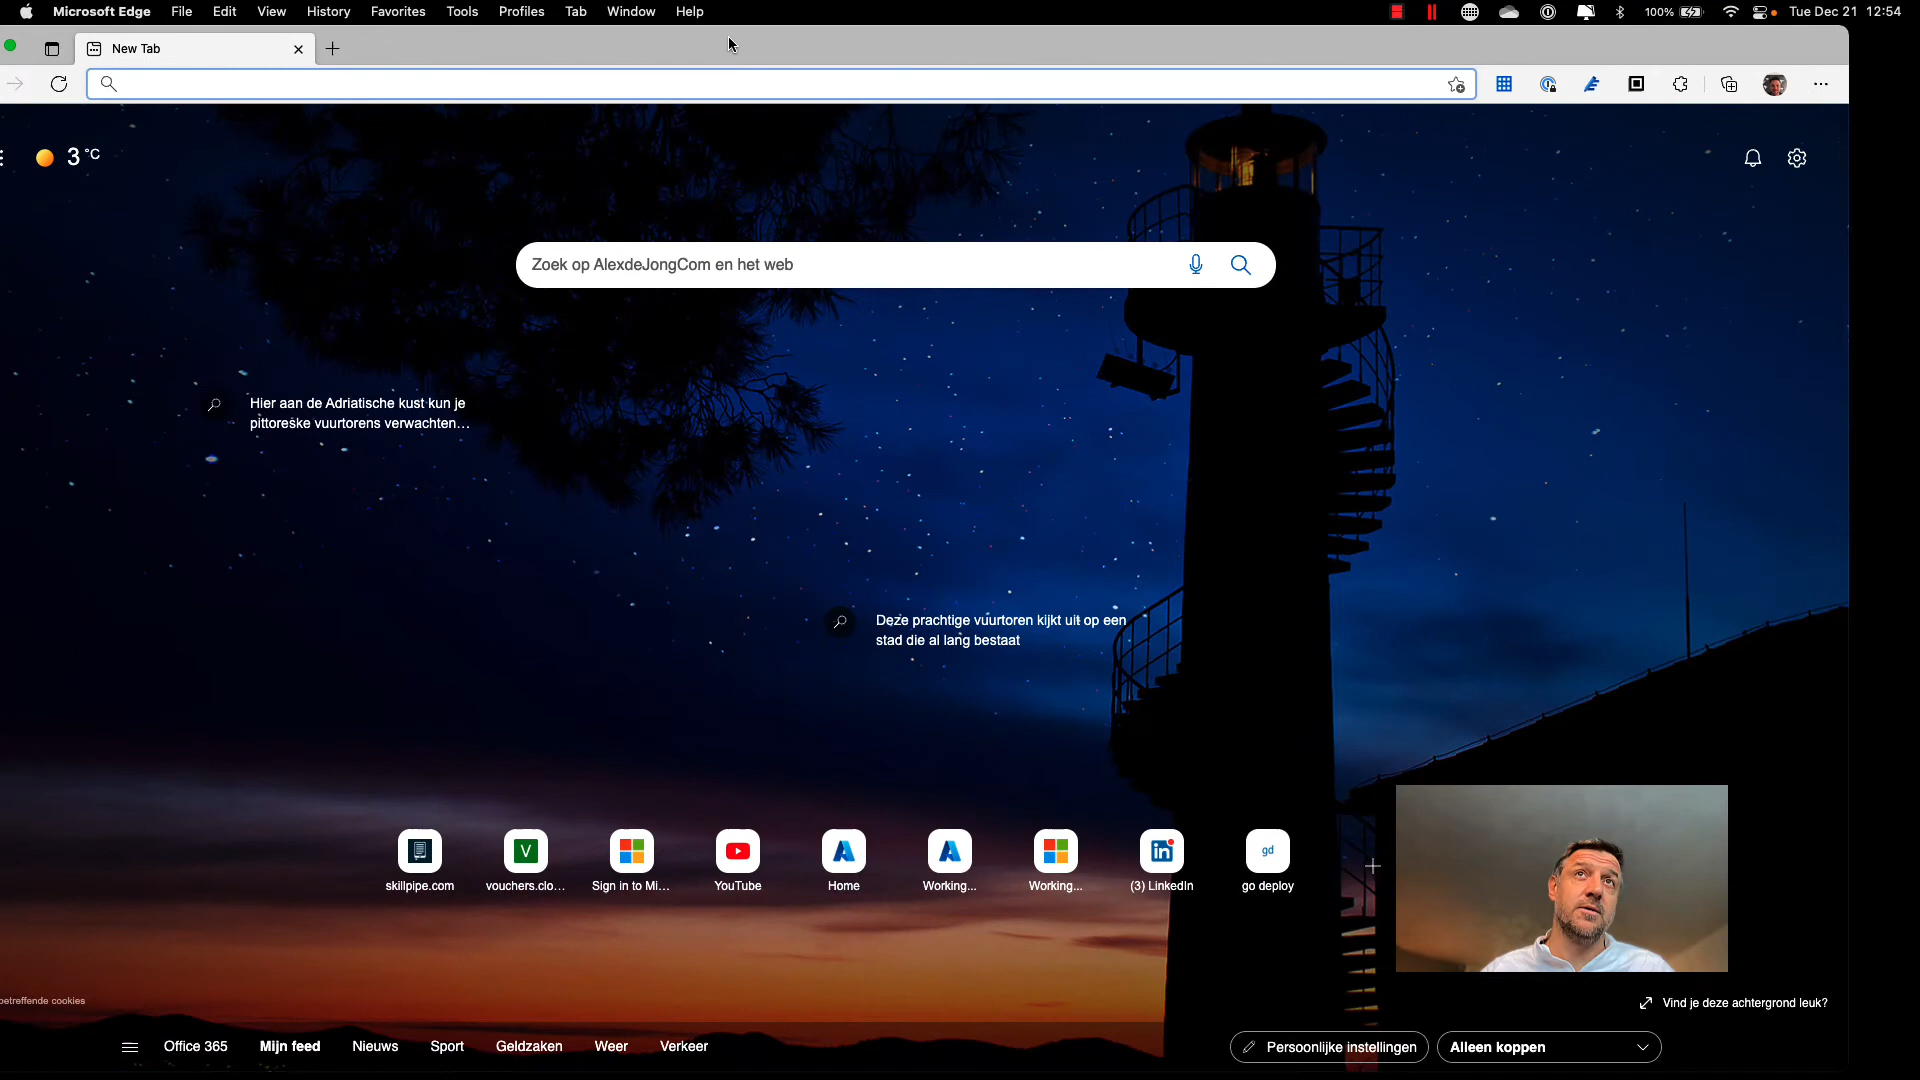 Microsoft Edge File Edit View History Favorites Tools Profiles Tab Window Help 100% Tue Dec 21 12:54
New Tab
3 °C
Zoek op AlexdeJongCom en het web
Hier aan de Adriatische kust kun je
pittoreske vuurtorens verwachten...
Deze prachtige vuurtoren kijkt uit op een
stad die al lang bestaat
V gd
skillpipe.com vouchers.clo... Sign in to Mi... YouTube Home Working... Working... (3) LinkedIn go deploy
betreffende cookies
Vind je deze achtergrond leuk?
Office 365 Mijn feed Nieuws Sport Geldzaken Weer Verkeer Persoonlijke instellingen Alleen koppen